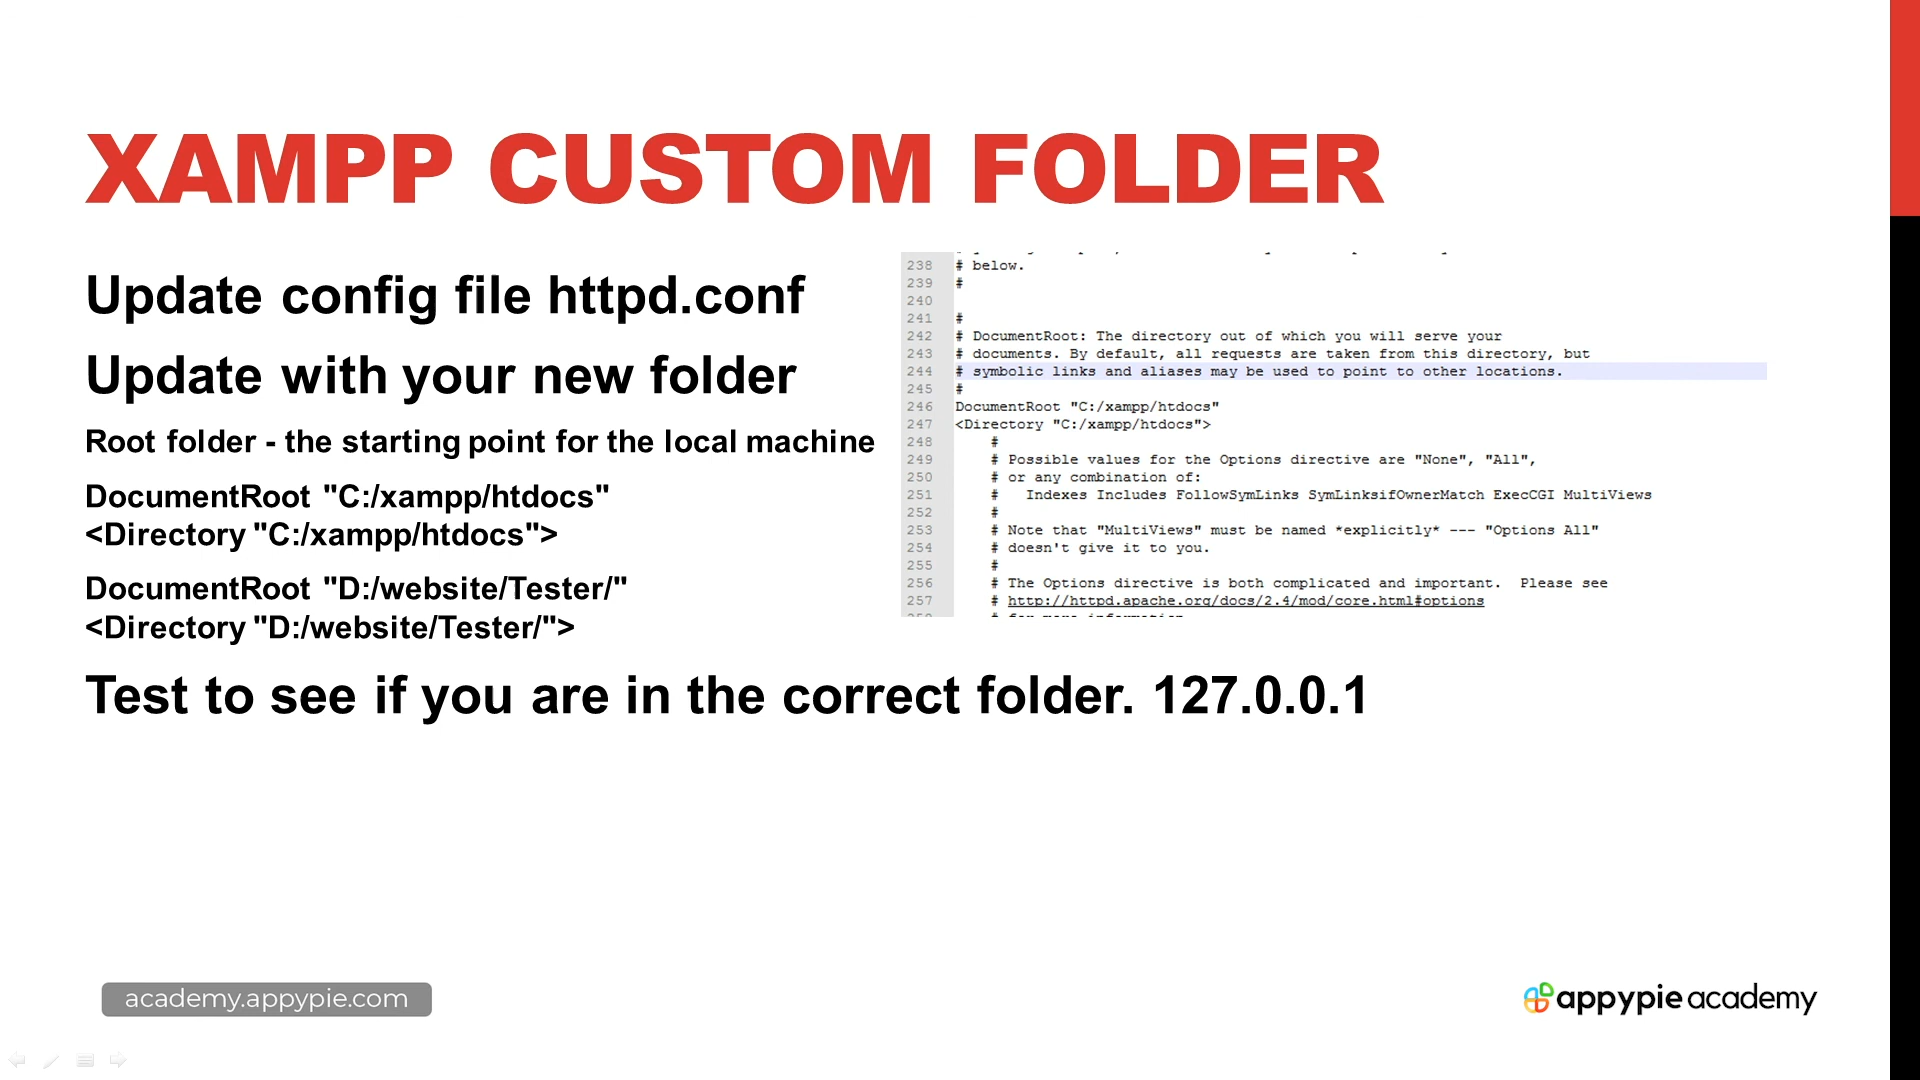 XAMPP CUSTOM FOLDER
Update config file httpd.conf
Update with your new folder
Root folder - the starting point for the local machine
DocumentRoot "C:/xampp/htdocs"
<Directory "C:/xampp/htdocs">
DocumentRoot "D:/website/Tester/"
<Directory "D:/website/Tester/">
Test to see if you are in the correct folder. 127.0.0.1
238 # below.
239 #
240
241 #
242 # DocumentRoot: The directory out of which you will serve your
243 # documents. By default, all requests are taken from this directory, but
244 # symbolic links and aliases may be used to point to other locations.
245 #
246 DocumentRoot "C:/xampp/htdocs"
247 <Directory "C:/xampp/htdocs">
248 #
249 # Possible values for the Options directive are "None", "All",
250 # or any combination of:
251 # Indexes Includes FollowSymLinks SymLinksifOwnerMatch ExecCGI MultiViews
252 #
253 # Note that "MultiViews" must be named *explicitly* --- "Options All"
254 # doesn't give it to you.
255 #
256 # The Options directive is both complicated and important. Please see
257 # http://httpd.apache.org/docs/2.4/mod/core.html#options
academy.appypie.com
appypie academy